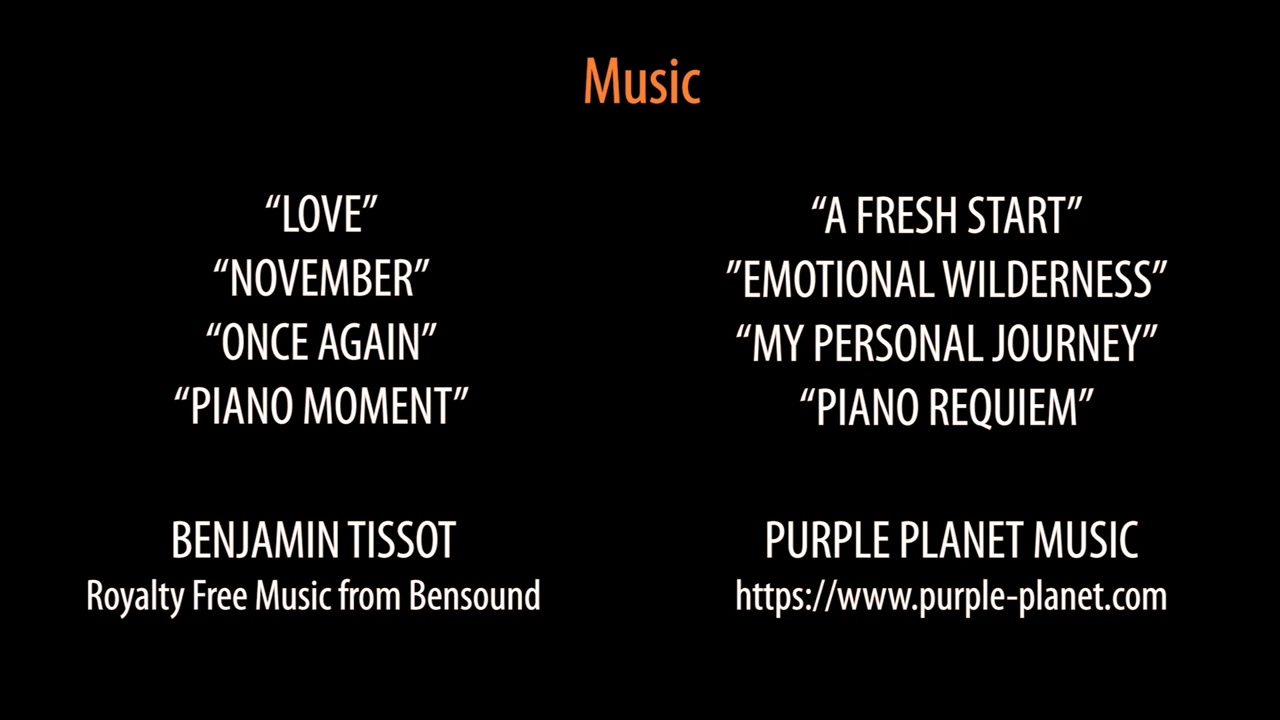 Music
“LOVE”
“NOVEMBER”
“ONCE AGAIN”
“PIANO MOMENT”
BENJAMIN TISSOT
Royalty Free Music from Bensound
“A FRESH START”
”EMOTIONAL WILDERNESS”
“MY PERSONAL JOURNEY”
“PIANO REQUIEM”
PURPLE PLANET MUSIC
https://www.purple-planet.com